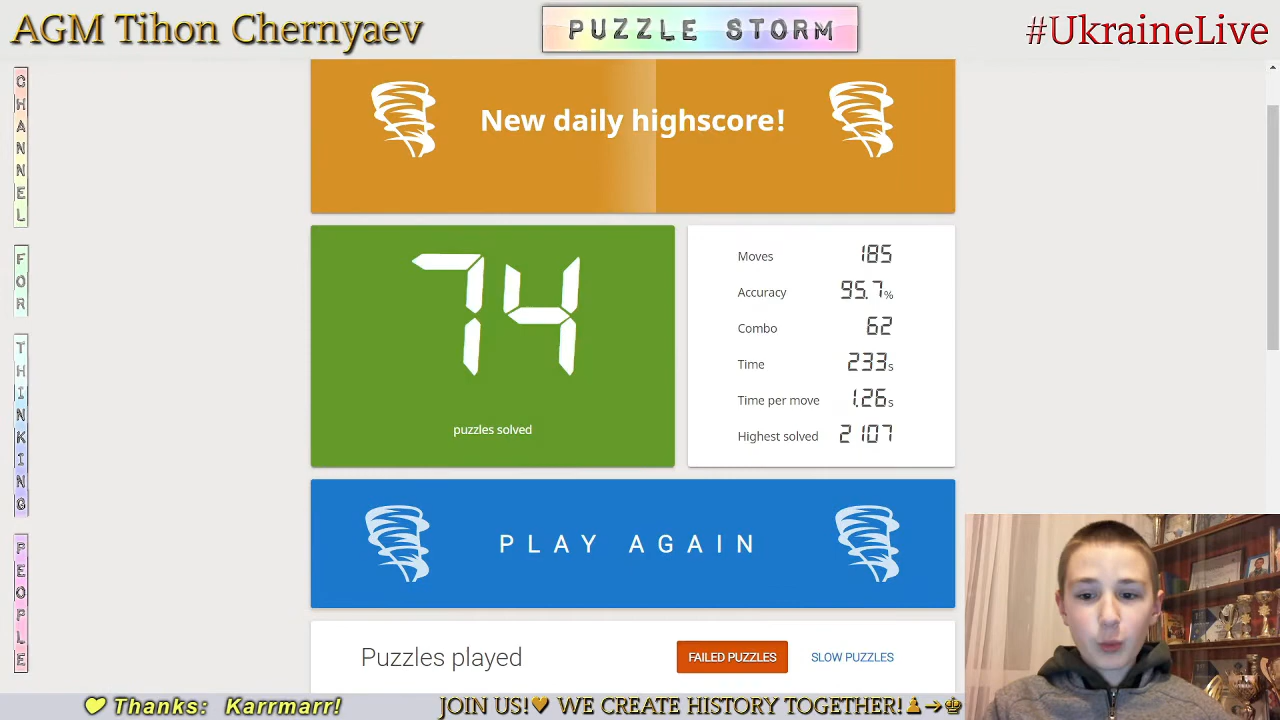 AGM Tihon Chernyaev
PUZZLE STORM
#UkraineLive
CHANNEL
FOR
THINKING
PEOPLE
New daily highscore!
74
puzzles solved
Moves 185
Accuracy 95.7%
Combo 62
Time 233s
Time per move 1.26s
Highest solved 2107
PLAY AGAIN
Puzzles played
FAILED PUZZLES
SLOW PUZZLES
Thanks: Karrmarr!
JOIN US!♥ WE CREATE HISTORY TOGETHER!♟→♚